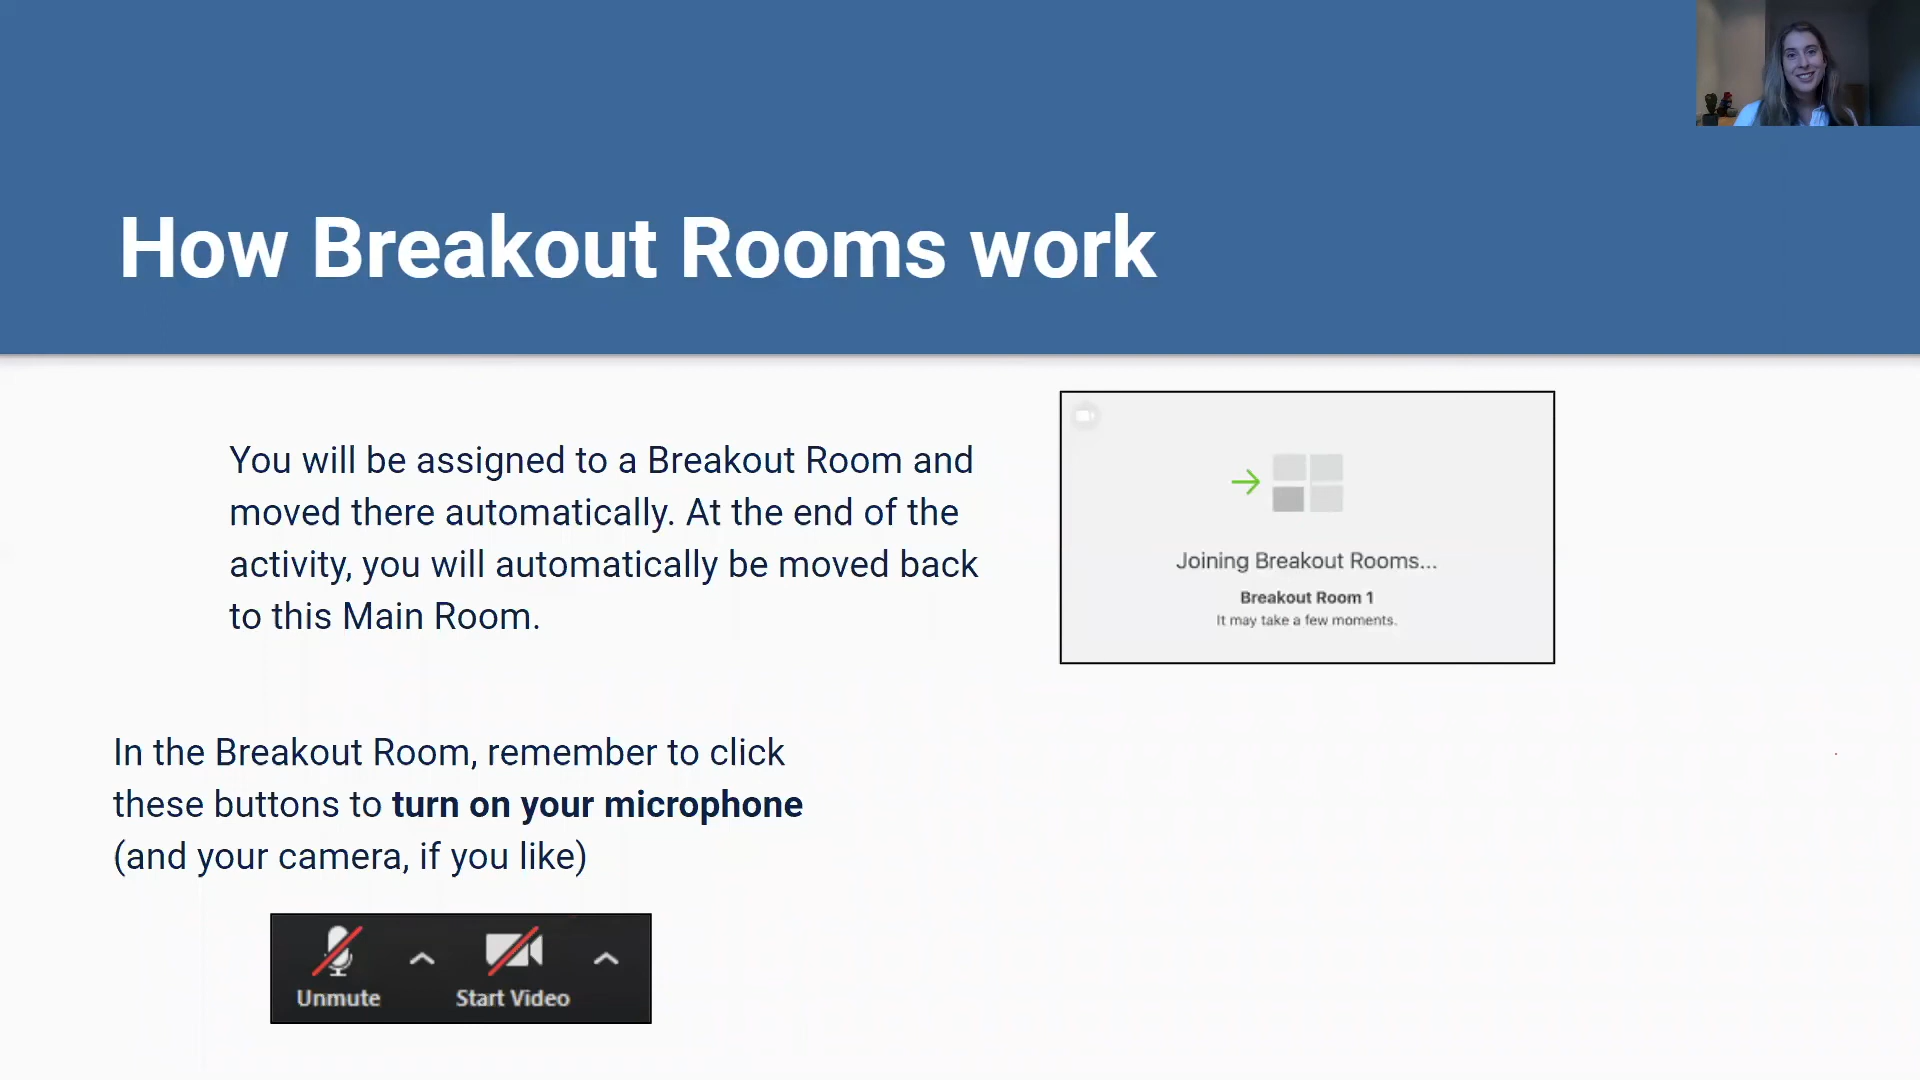 How Breakout Rooms work
You will be assigned to a Breakout Room and
moved there automatically. At the end of the
activity, you will automatically be moved back
to this Main Room.
Joining Breakout Rooms...
Breakout Room 1
It may take a few moments.
In the Breakout Room, remember to click
these buttons to turn on your microphone
(and your camera, if you like)
Unmute
Start Video